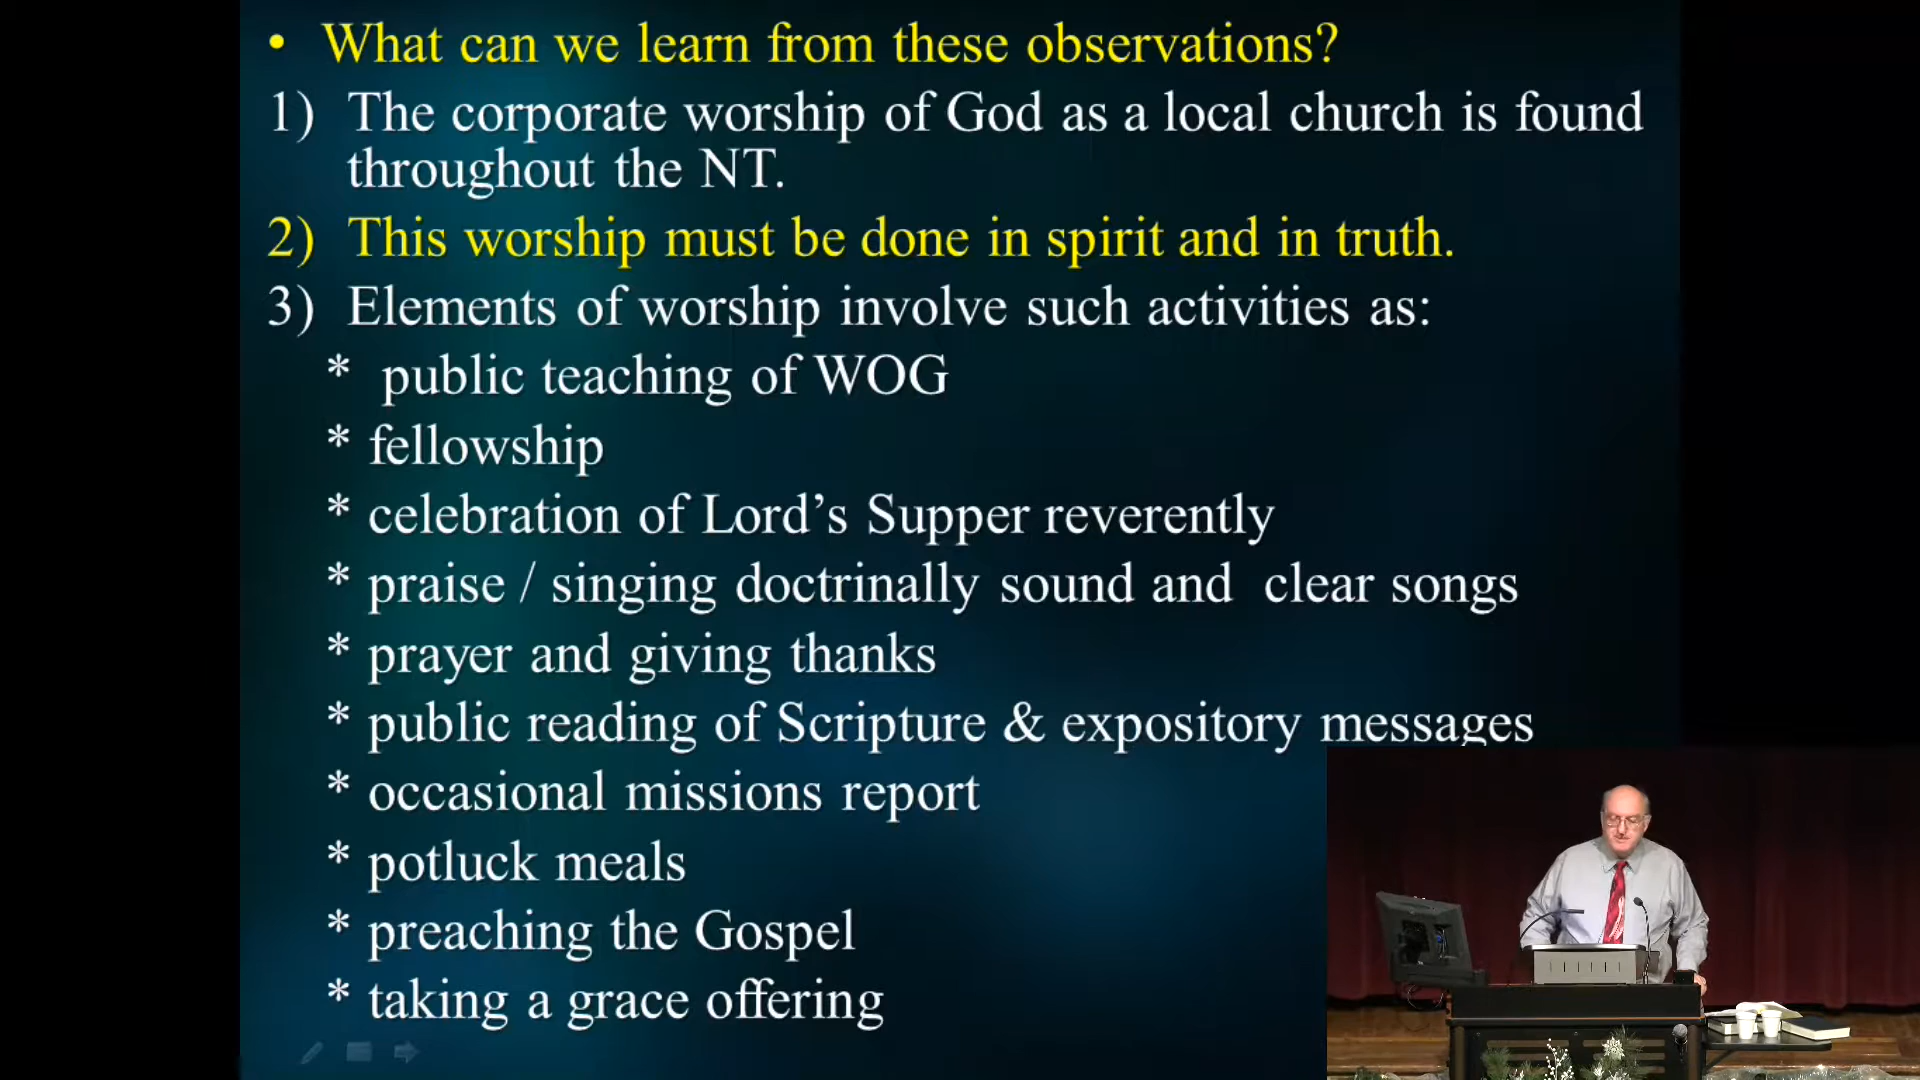 • What can we learn from these observations?
1) The corporate worship of God as a local church is found
throughout the NT.
2) This worship must be done in spirit and in truth.
3) Elements of worship involve such activities as:
* public teaching of WOG
* fellowship
* celebration of Lord’s Supper reverently
* praise / singing doctrinally sound and clear songs
* prayer and giving thanks
* public reading of Scripture & expository messages
* occasional missions report
* potluck meals
* preaching the Gospel
* taking a grace offering